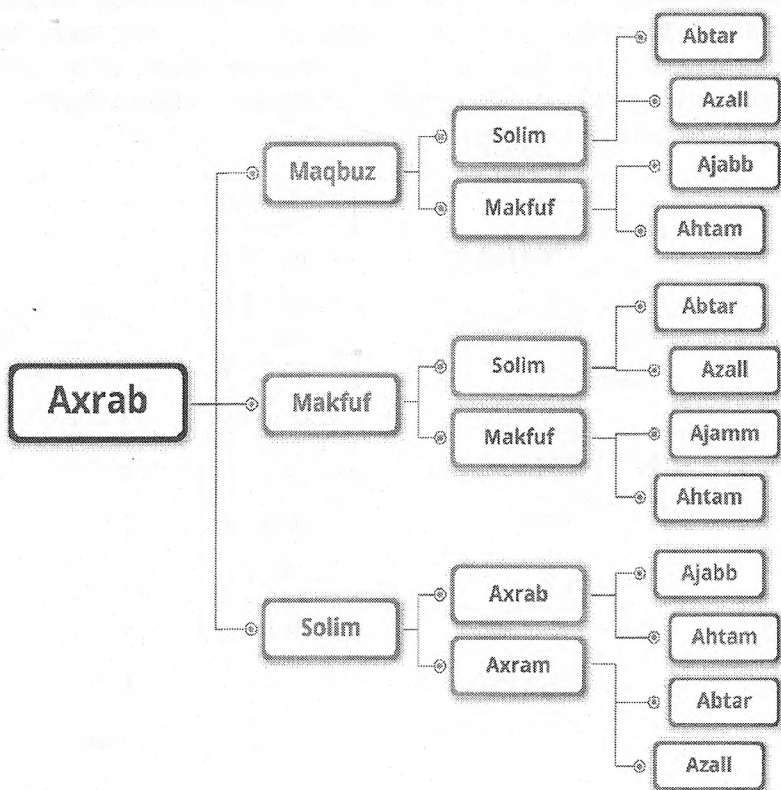 Axrab
Maqbuz
Solim
Abtar
Azall
Makfuf
Ajabb
Ahtam
Makfuf
Solim
Abtar
Azall
Makfuf
Ajamm
Ahtam
Solim
Axrab
Ajabb
Ahtam
Axram
Abtar
Azall